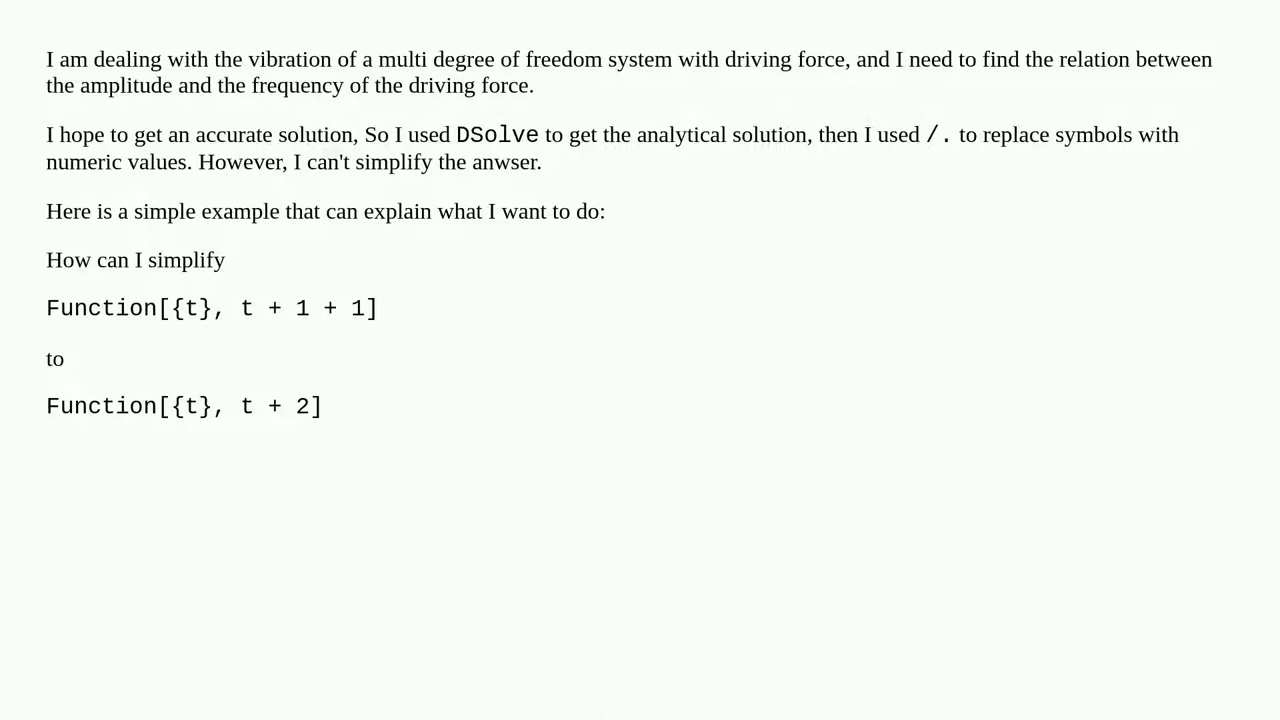 I am dealing with the vibration of a multi degree of freedom system with driving force, and I need to find the relation between
the amplitude and the frequency of the driving force.
I hope to get an accurate solution, So I used DSolve to get the analytical solution, then I used /. to replace symbols with
numeric values. However, I can't simplify the anwser.
Here is a simple example that can explain what I want to do:
How can I simplify
Function[{t}, t + 1 + 1]
to
Function[{t}, t + 2]